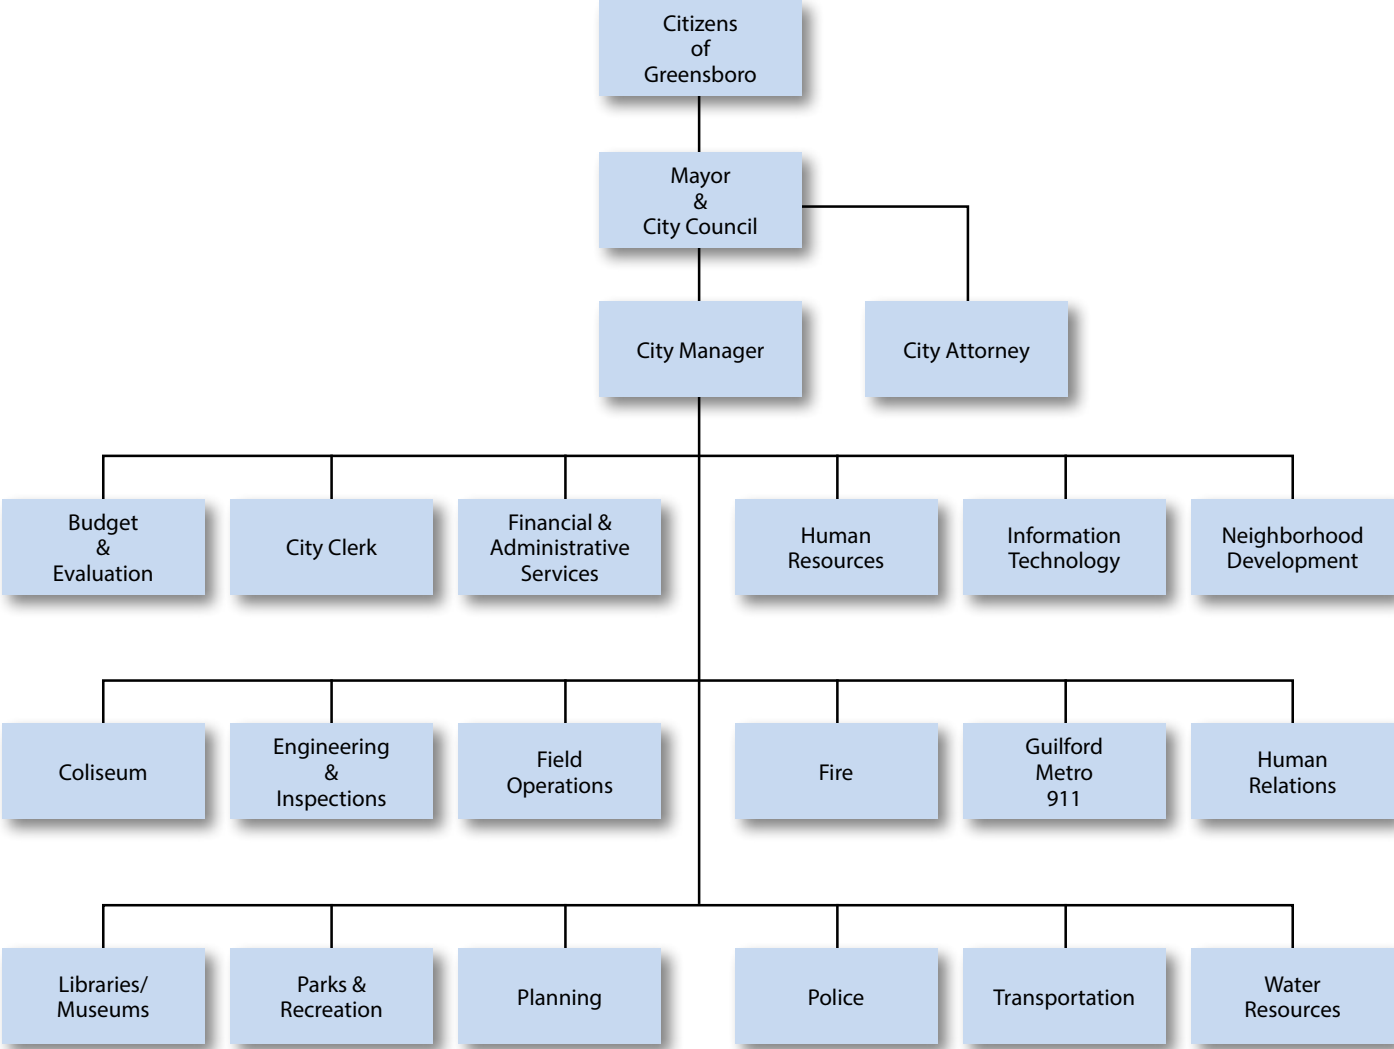 Citizens
of
Greensboro
Mayor
&
City Council
City Manager
City Attorney
Budget
&
Evaluation
City Clerk
Financial &
Administrative
Services
Human
Resources
Information
Technology
Neighborhood
Development
Coliseum
Engineering
&
Inspections
Field
Operations
Fire
Guilford
Metro
911
Human
Relations
Libraries/
Museums
Parks &
Recreation
Planning
Police
Transportation
Water
Resources